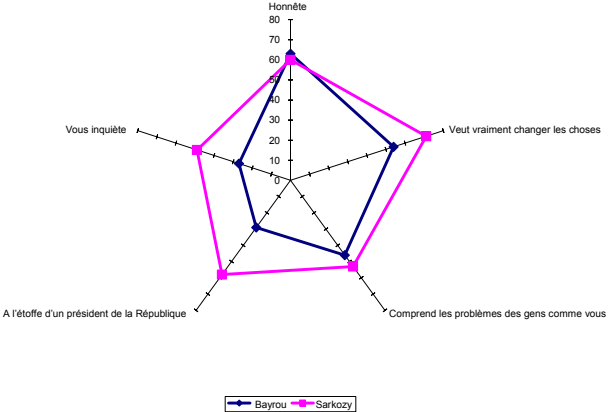 Honnête
80
70
60
50
40
30
20
10
0
Vous inquiète
Veut vraiment changer les choses
A l'étoffe d'un président de la République
Comprend les problèmes des gens comme vous
Bayrou Sarkozy